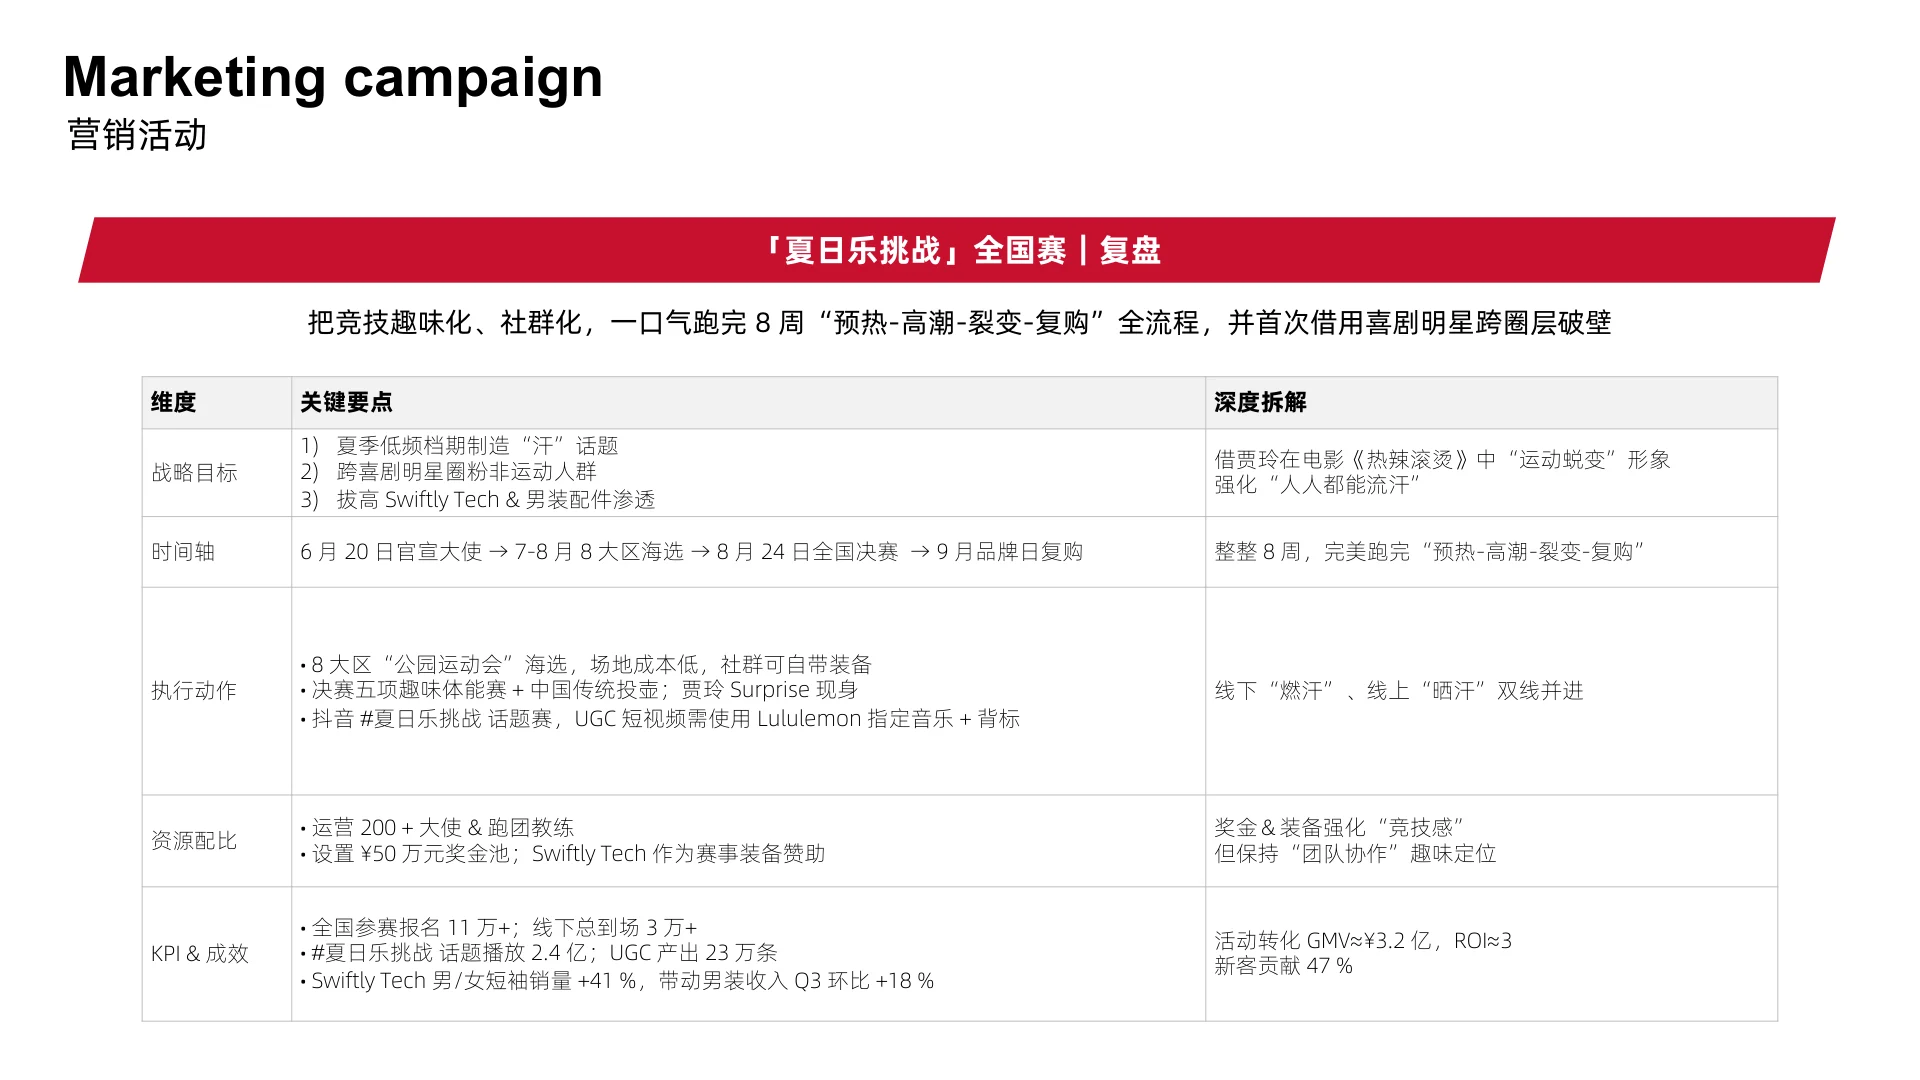 Marketing campaign
营销活动
「夏日乐挑战」全国赛 | 复盘
把竞技趣味化、社群化，一口气跑完 8 周“预热-高潮-裂变-复购”全流程，并首次借用喜剧明星跨圈层破壁
维度
关键要点
深度拆解
战略目标
1) 夏季低频档期制造“汗”话题
2) 跨喜剧明星圈粉非运动人群
3) 拔高 Swiftly Tech & 男装配件渗透
借贾玲在电影《热辣滚烫》中“运动蜕变”形象
强化“人人都能流汗”
时间轴
6 月 20 日官宣大使 → 7-8 月 8 大区海选 → 8 月 24 日全国决赛 → 9 月品牌日复购
整整 8 周，完美跑完“预热-高潮-裂变-复购”
执行动作
• 8 大区“公园运动会”海选，场地成本低，社群可自带装备
• 决赛五项趣味体能赛 + 中国传统投壶；贾玲 Surprise 现身
• 抖音 #夏日乐挑战 话题赛，UGC 短视频需使用 Lululemon 指定音乐 + 背标
线下“燃汗”、线上“晒汗”双线并进
资源配比
• 运营 200 + 大使 & 跑团教练
• 设置 ¥50 万元奖金池；Swiftly Tech 作为赛事装备赞助
奖金 & 装备强化“竞技感”
但保持“团队协作”趣味定位
KPI & 成效
• 全国参赛报名 11 万+；线下总到场 3 万+
• #夏日乐挑战 话题播放 2.4 亿；UGC 产出 23 万条
• Swiftly Tech 男/女短袖销量 +41 %，带动男装收入 Q3 环比 +18 %
活动转化 GMV≈¥3.2 亿，ROI≈3
新客贡献 47 %